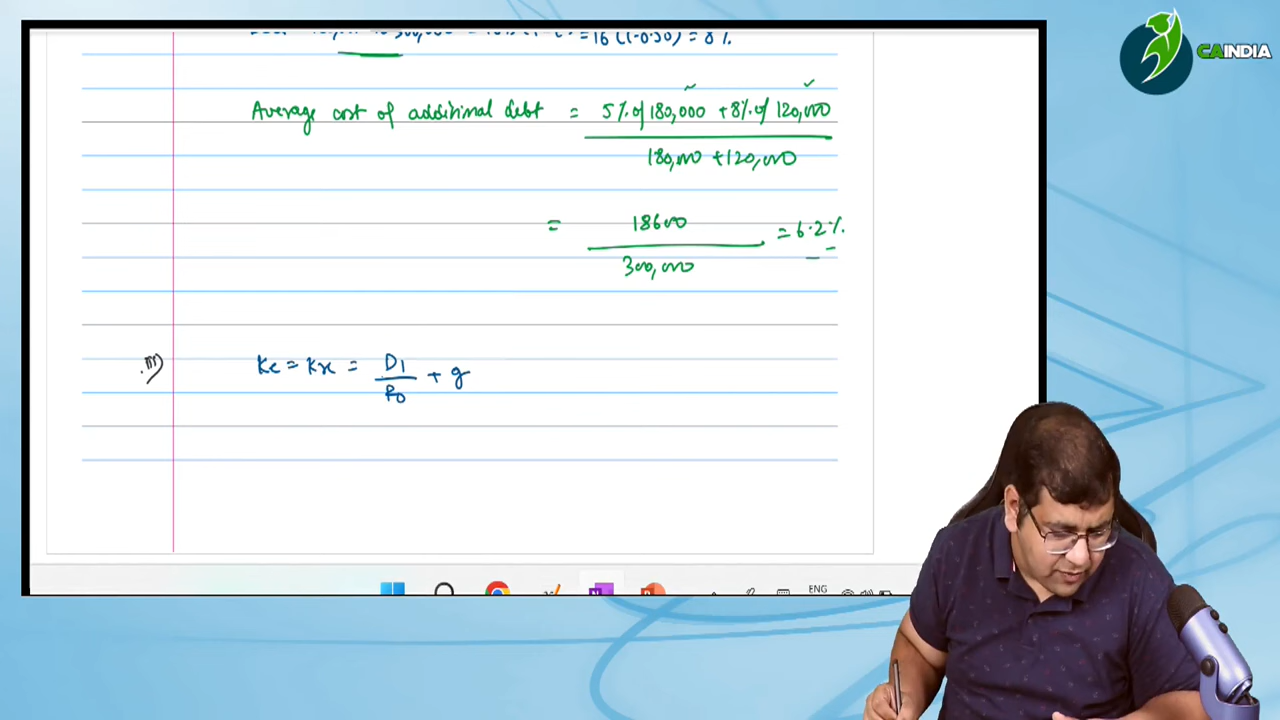 = 16 (1-0.50) = 8%
Average cost of additional debt = 5% of 180,000 + 8% of 120,000
180,000 + 120,000
= 18600 = 6.2%
300,000
Ke = Kr = D1 + g
P0
ENG
CAINDIA